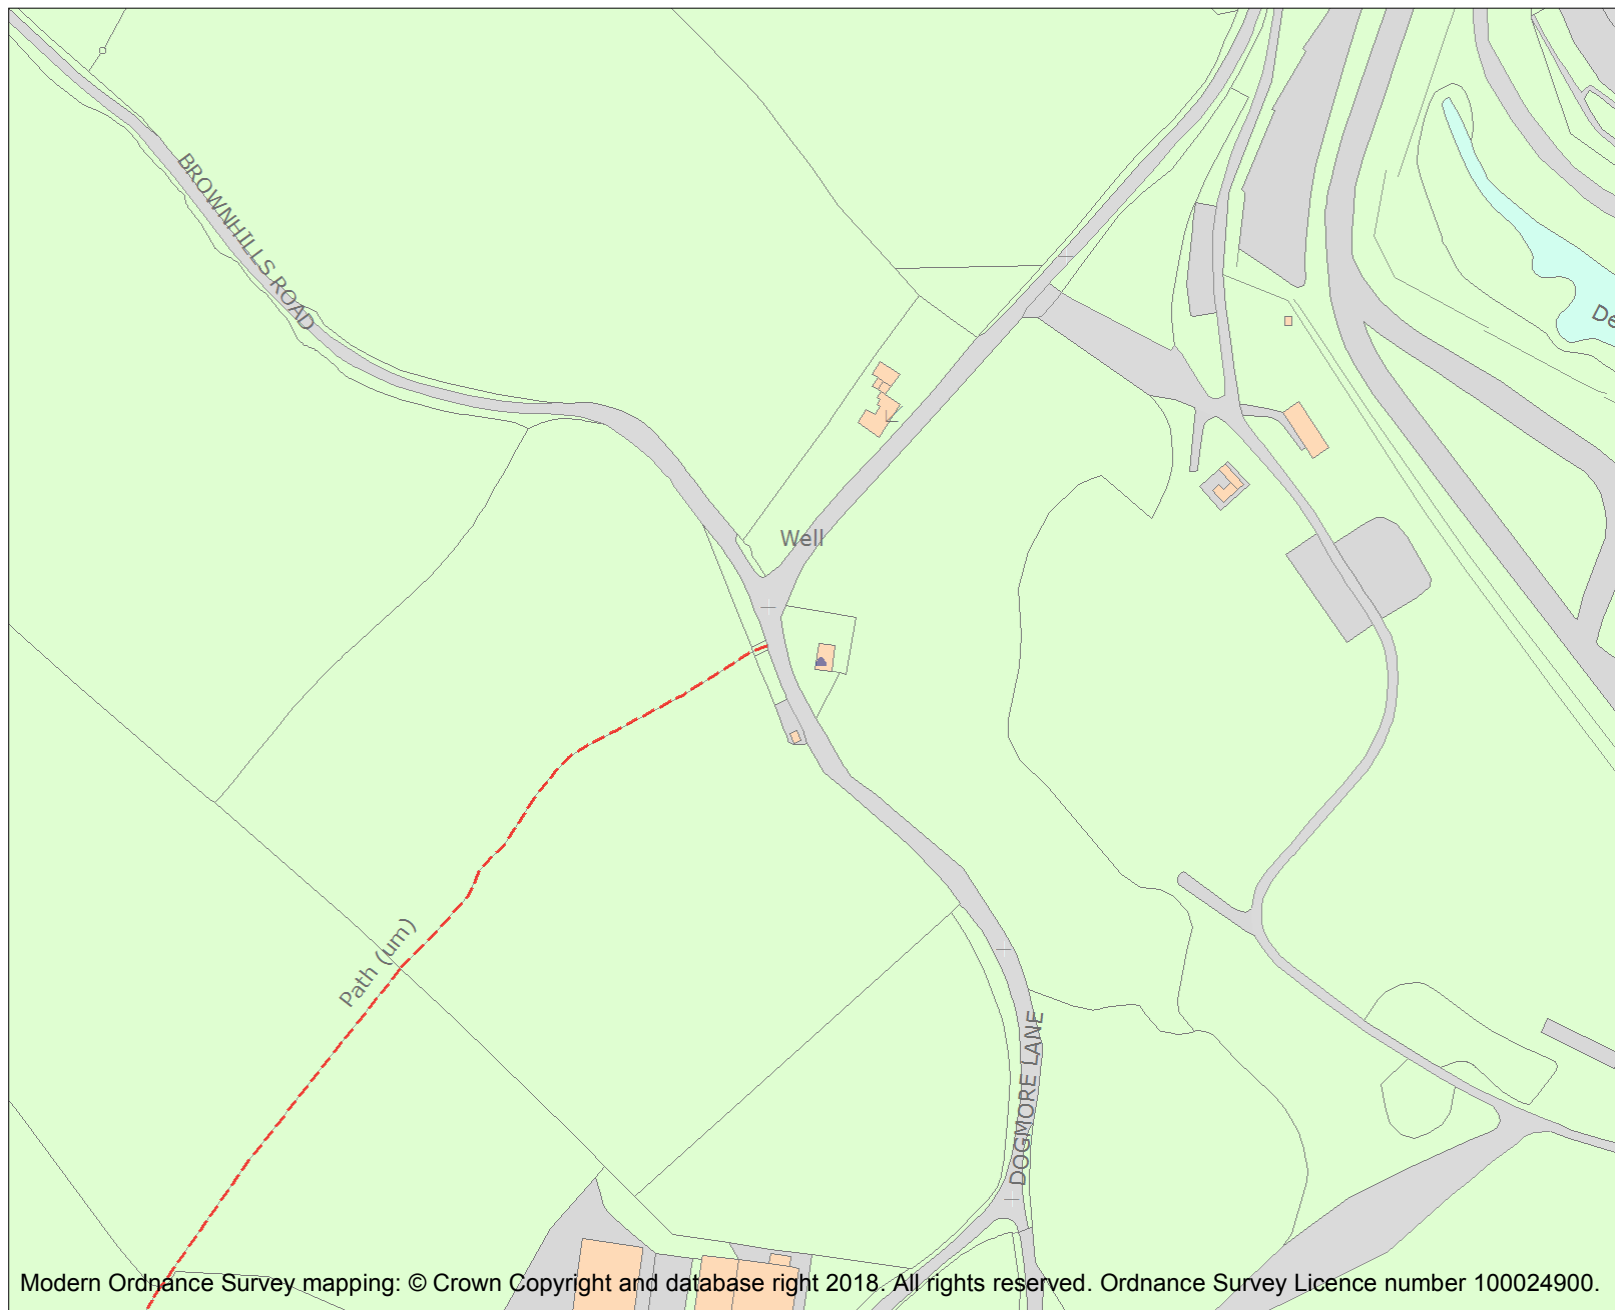 BROWNHILLS ROAD
De
Well
Path (um)
DOGMORE LANE
Modern Ordnance Survey mapping: © Crown Copyright and database right 2018. All rights reserved. Ordnance Survey Licence number 100024900.